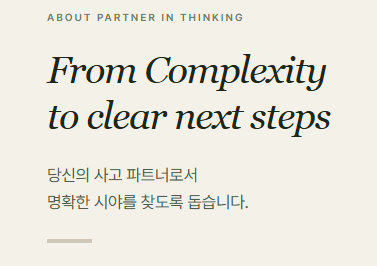 ABOUT PARTNER IN THINKING
From Complexity
to clear next steps
당신의 사고 파트너로서
명확한 시야를 찾도록 돕습니다.